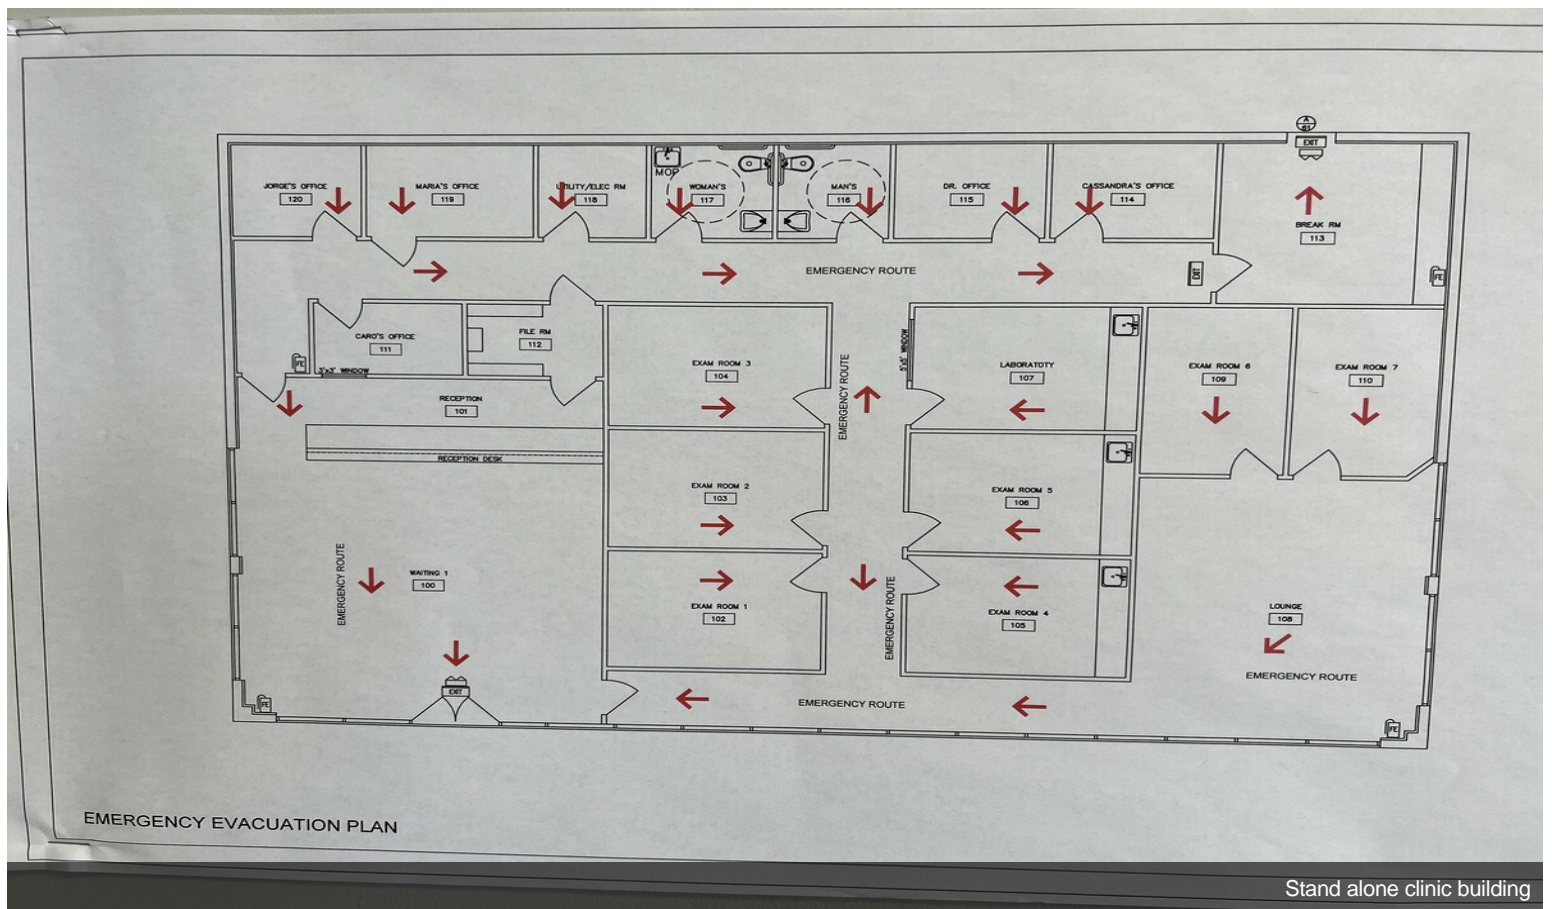 A
S1
EXIT
JORGE'S OFFICE
120
MARIA'S OFFICE
119
UTILITY/ELEC RM
118
MOP
WOMAN'S
117
MAN'S
116
DR. OFFICE
115
CASSANDRA'S OFFICE
114
BREAK RM
113
EMERGENCY ROUTE
EXIT
FE
CARO'S OFFICE
111
FILE RM
112
FE
3'x3' WINDOW
RECEPTION
101
RECEPTION DESK
EXAM ROOM 3
104
EMERGENCY ROUTE
5'x5' WINDOW
LABORATOTY
107
EXAM ROOM 6
109
EXAM ROOM 7
110
EXAM ROOM 2
103
EXAM ROOM 5
106
EMERGENCY ROUTE
WAITING 1
100
EXAM ROOM 1
102
EMERGENCY ROUTE
EXAM ROOM 4
105
LOUNGE
108
EMERGENCY ROUTE
EXIT
FE
EMERGENCY ROUTE
FE
EMERGENCY EVACUATION PLAN
Stand alone clinic building